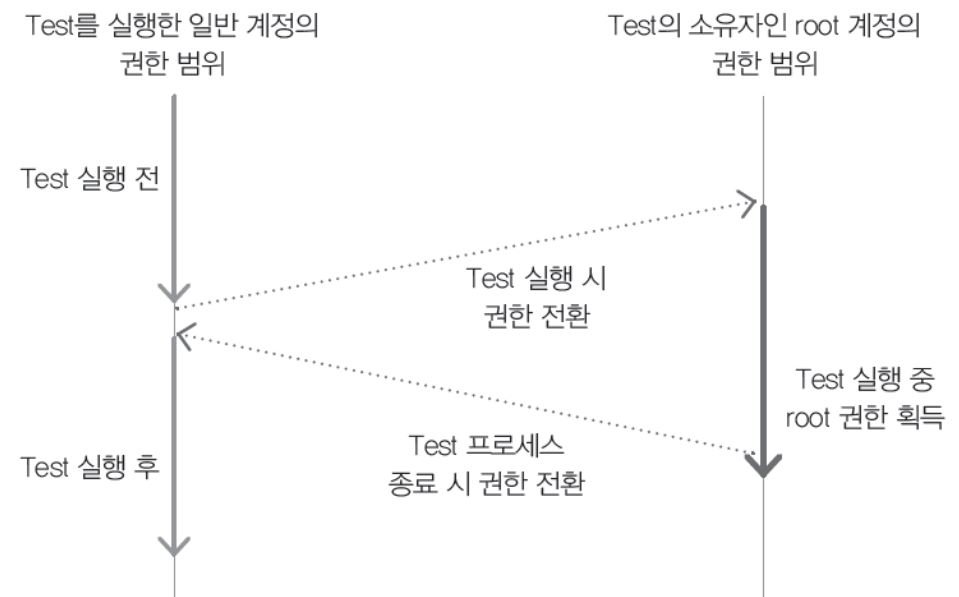 Test를 실행한 일반 계정의
권한 범위
Test의 소유자인 root 계정의
권한 범위
Test 실행 전
Test 실행 시
권한 전환
Test 실행 중
root 권한 획득
Test 프로세스
종료 시 권한 전환
Test 실행 후